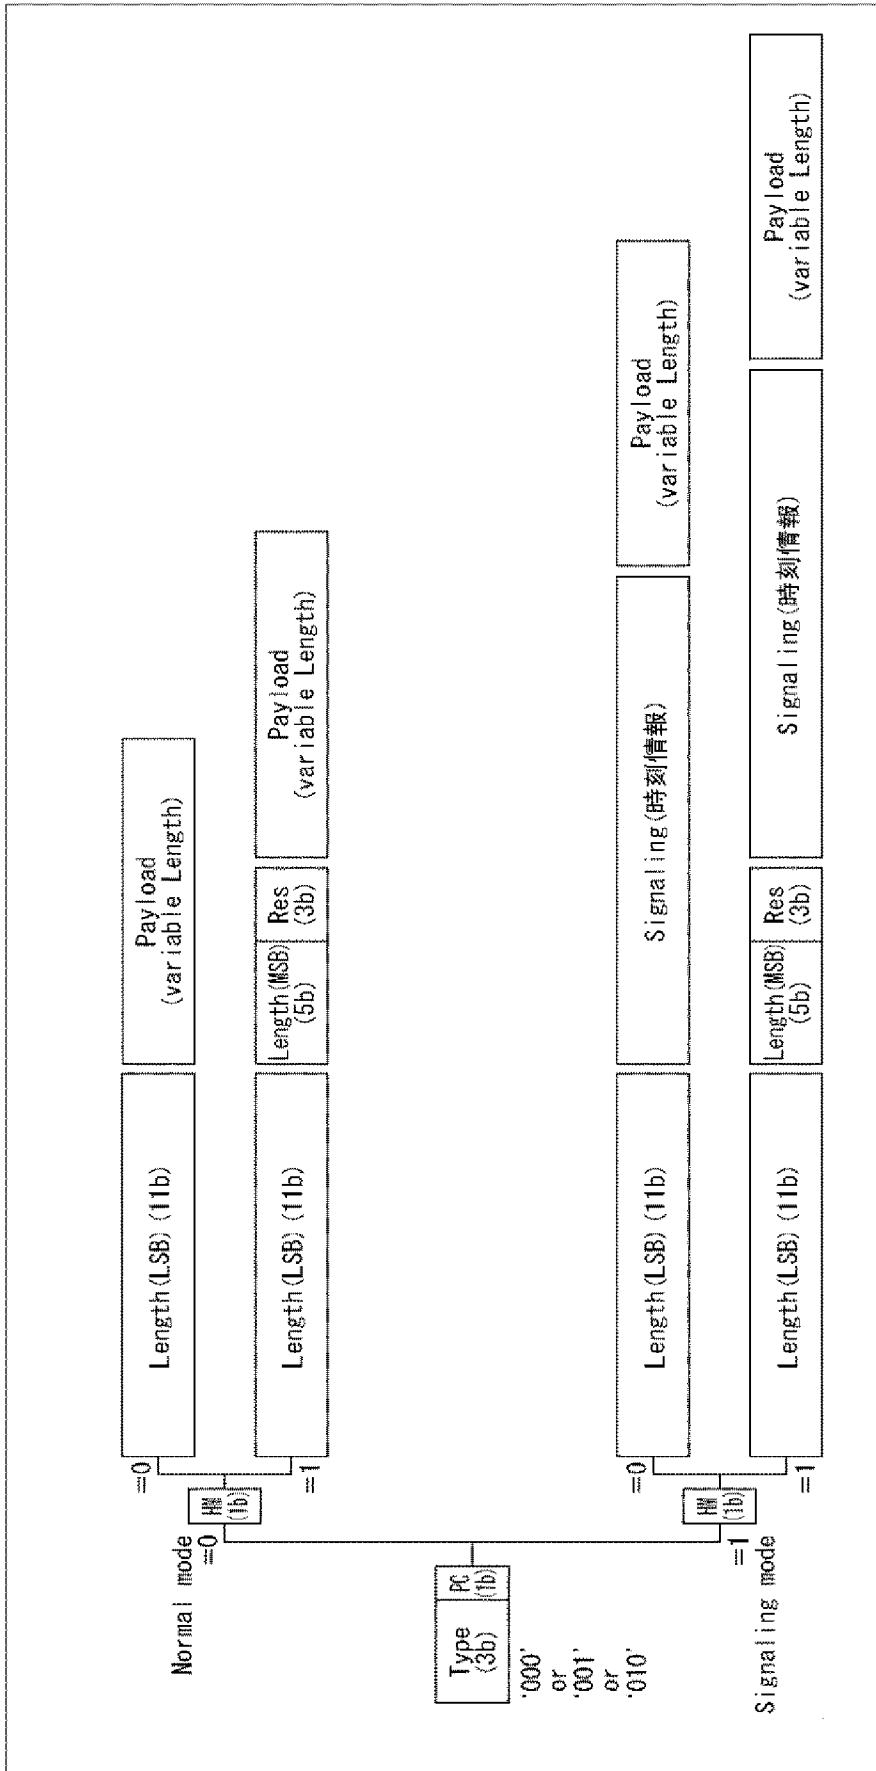 Type
(3b)
PC
(1b)
'000'
or
'001'
or
'010'
Normal mode
=0
HM
(1b)
=0
Length(LSB) (11b)
Payload
(variable Length)
=1
Length(LSB) (11b)
Length(MSB)
(5b)
Res
(3b)
Payload
(variable Length)
=1
Signaling mode
HM
(1b)
=0
Length(LSB) (11b)
Signaling(時刻情報)
Payload
(variable Length)
=1
Length(LSB) (11b)
Length(MSB)
(5b)
Res
(3b)
Signaling(時刻情報)
Payload
(variable Length)